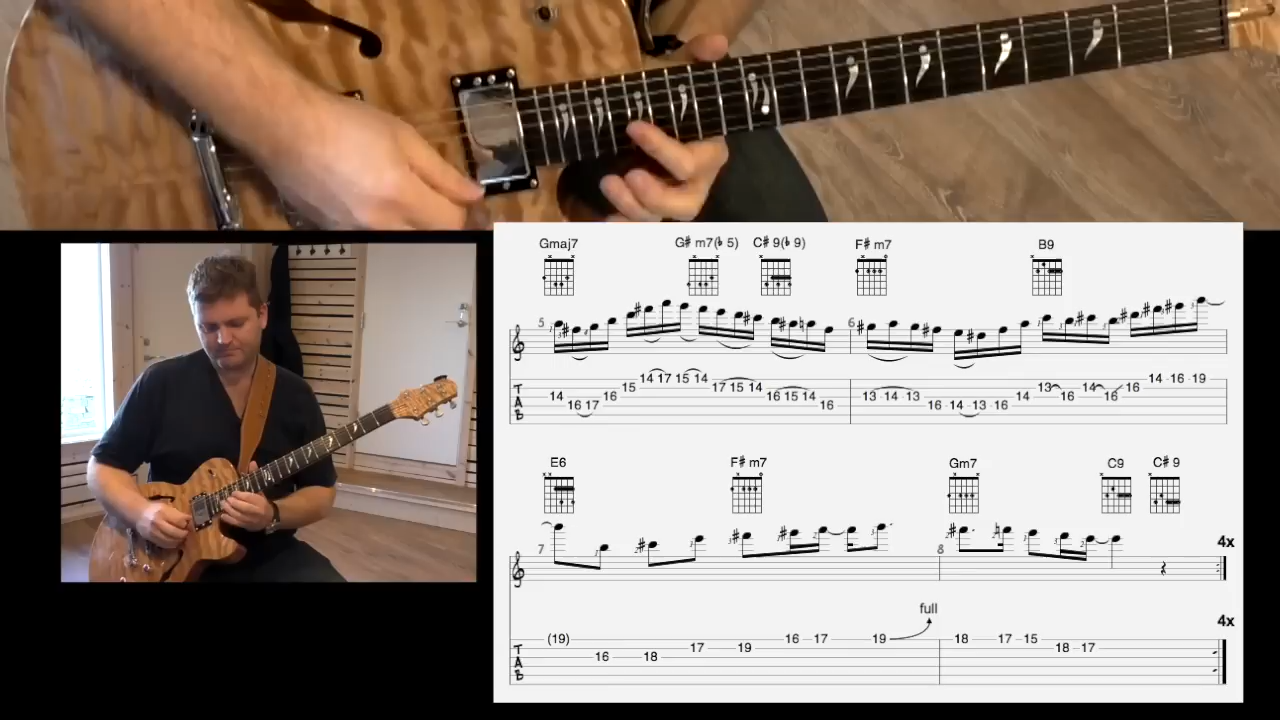 Gmaj7 G# m7(b 5) C# 9(b 9) F# m7 B9
5 6
14 17 15 14 14 16 19
15 17 15 14 13 14 16
14 16 16 15 14 13 14 13 14 16 16
16 17 16 16 14 13 16
E6 F# m7 Gm7 C9 C# 9
7 8 4x
full 4x
(19) 16 17 19 18 17 15
17 19 18 17
16 18